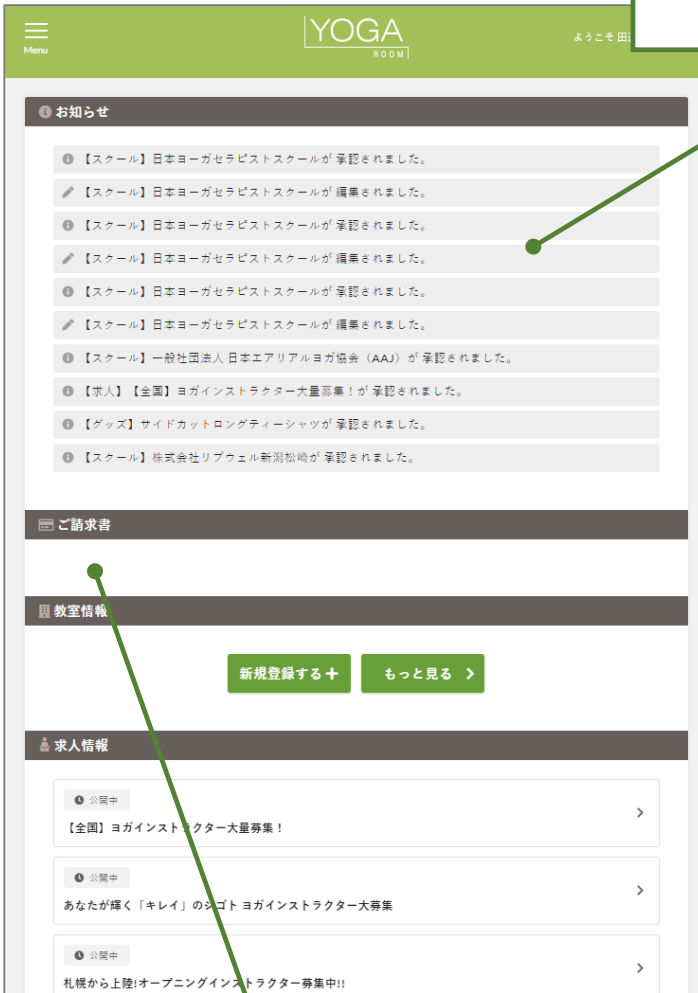 Menu
YOGA
ROOM
ようこそ 田
お知らせ
【スクール】日本ヨーガセラピストスクールが 承認されました。
【スクール】日本ヨーガセラピストスクールが 編集されました。
【スクール】日本ヨーガセラピストスクールが 承認されました。
【スクール】日本ヨーガセラピストスクールが 編集されました。
【スクール】日本ヨーガセラピストスクールが 承認されました。
【スクール】日本ヨーガセラピストスクールが 編集されました。
【スクール】一般社団法人 日本エアリアルヨガ協会（AAJ）が 承認されました。
【求人】【全国】ヨガインストラクター大量募集！が 承認されました。
【グッズ】サイドカットロングティーシャツが 承認されました。
【スクール】株式会社リブウェル新潟松崎が 承認されました。
ご請求書
教室情報
新規登録する もっと見る
求人情報
公開中
【全国】ヨガインストラクター大量募集！
公開中
あなたが輝く「キレイ」のシゴト ヨガインストラクター大募集
公開中
札幌から上陸!オープニングインストラクター募集中!!